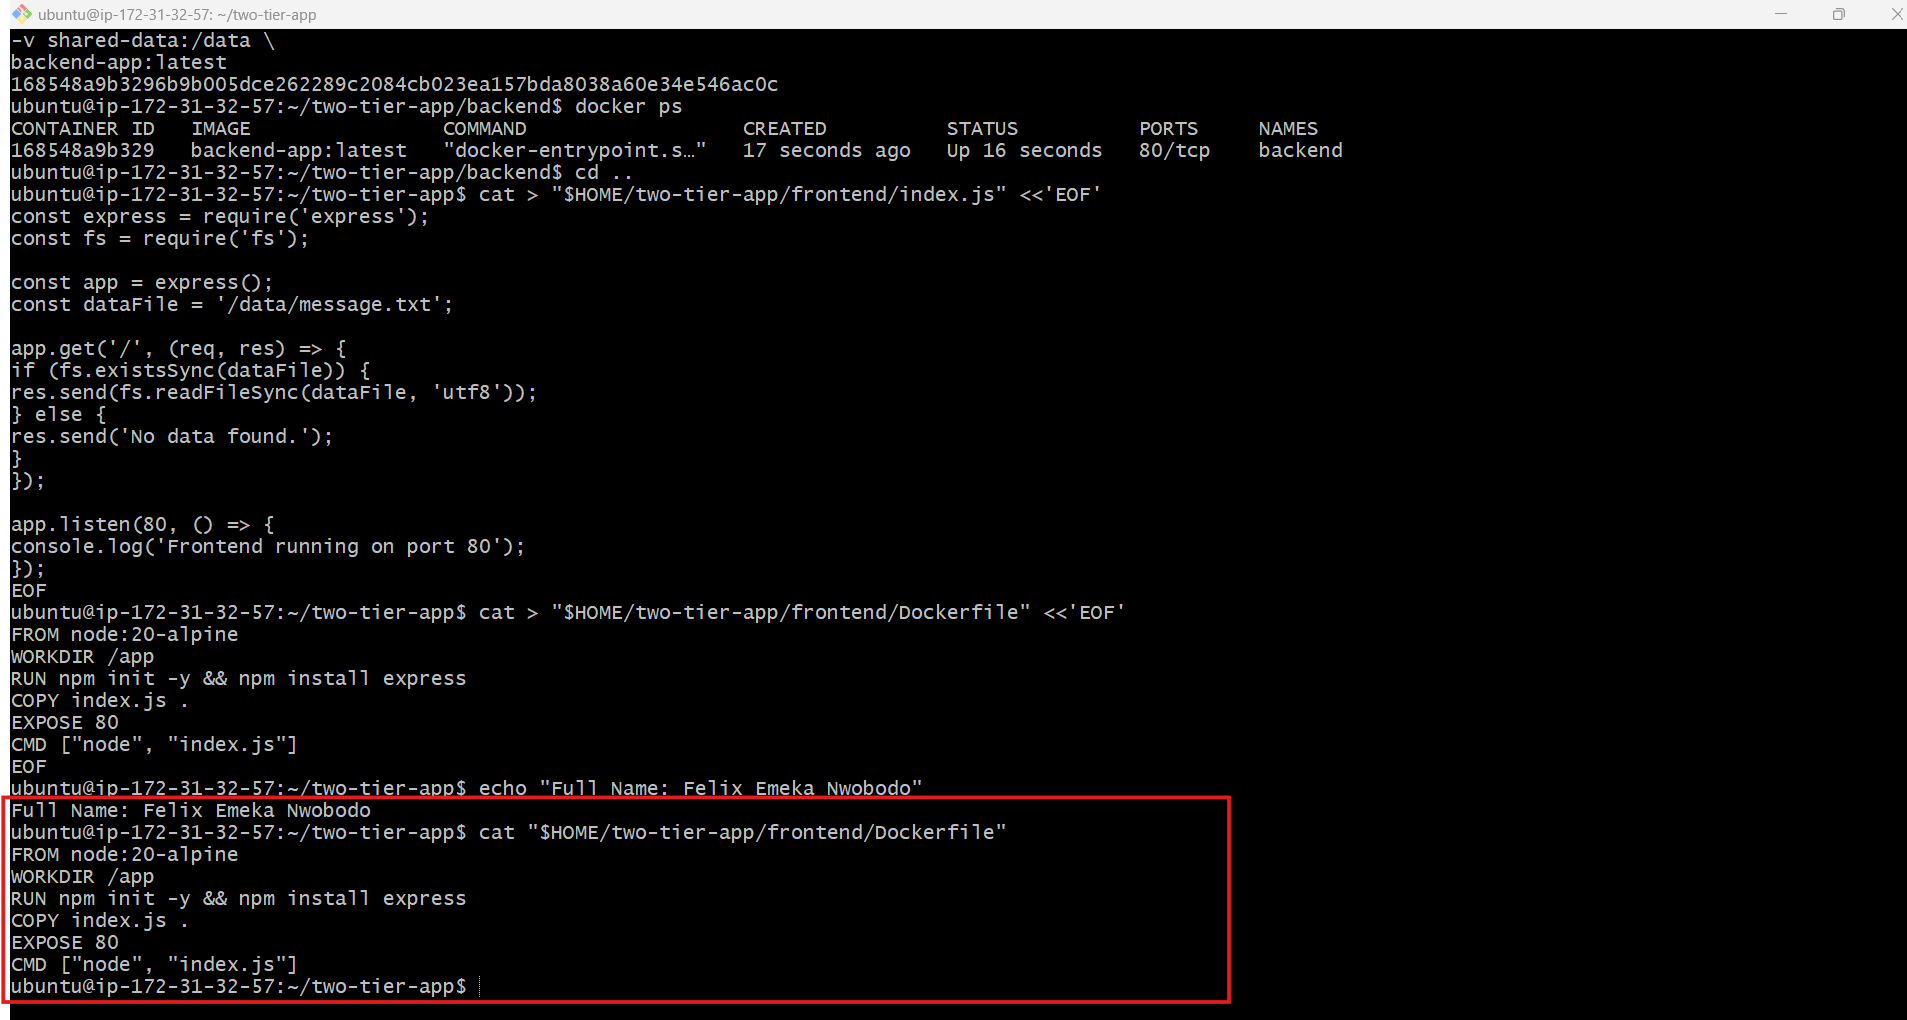 ubuntu@ip-172-31-32-57: ~/two-tier-app
-v shared-data:/data \
backend-app:latest
168548a9b3296b9b005dce262289c2084cb023ea157bda8038a60e34e546ac0c
ubuntu@ip-172-31-32-57:~/two-tier-app/backend$ docker ps
CONTAINER ID   IMAGE                COMMAND                  CREATED          STATUS          PORTS     NAMES
168548a9b329   backend-app:latest   "docker-entrypoint.s…"   17 seconds ago   Up 16 seconds   80/tcp    backend
ubuntu@ip-172-31-32-57:~/two-tier-app/backend$ cd ..
ubuntu@ip-172-31-32-57:~/two-tier-app$ cat > "$HOME/two-tier-app/frontend/index.js" <<'EOF'
const express = require('express');
const fs = require('fs');

const app = express();
const dataFile = '/data/message.txt';

app.get('/', (req, res) => {
if (fs.existsSync(dataFile)) {
res.send(fs.readFileSync(dataFile, 'utf8'));
} else {
res.send('No data found.');
}
});

app.listen(80, () => {
console.log('Frontend running on port 80');
});
EOF
ubuntu@ip-172-31-32-57:~/two-tier-app$ cat > "$HOME/two-tier-app/frontend/Dockerfile" <<'EOF'
FROM node:20-alpine
WORKDIR /app
RUN npm init -y && npm install express
COPY index.js .
EXPOSE 80
CMD ["node", "index.js"]
EOF
ubuntu@ip-172-31-32-57:~/two-tier-app$ echo "Full Name: Felix Emeka Nwobodo"
Full Name: Felix Emeka Nwobodo
ubuntu@ip-172-31-32-57:~/two-tier-app$ cat "$HOME/two-tier-app/frontend/Dockerfile"
FROM node:20-alpine
WORKDIR /app
RUN npm init -y && npm install express
COPY index.js .
EXPOSE 80
CMD ["node", "index.js"]
ubuntu@ip-172-31-32-57:~/two-tier-app$